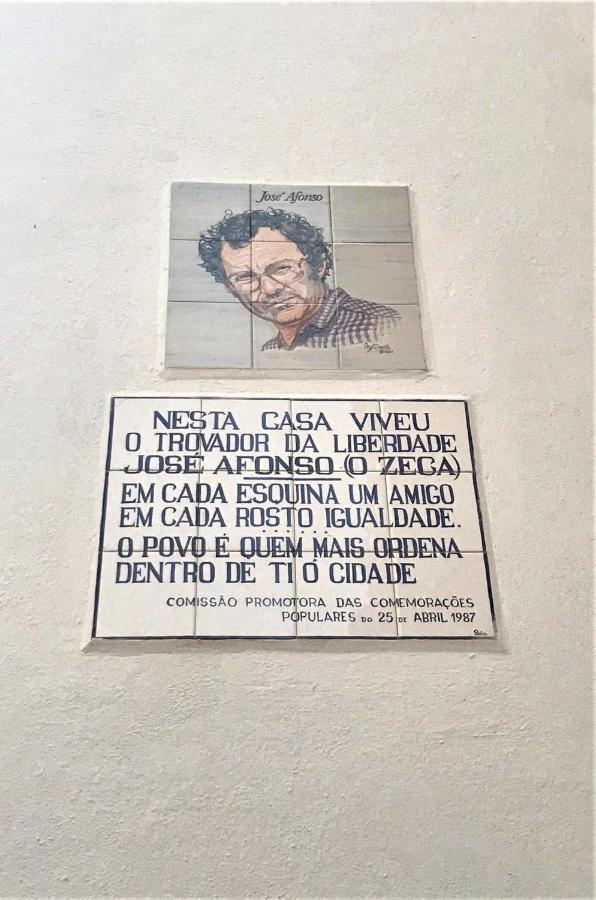 José Afonso
NESTA CASA VIVEU
O TROVADOR DA LIBERDADE
JOSÉ AFONSO (O ZECA)
EM CADA ESQUINA UM AMIGO
EM CADA ROSTO IGUALDADE.
......
O POVO É QUEM MAIS ORDENA
DENTRO DE TI Ó CIDADE
COMISSÃO PROMOTORA DAS COMEMORAÇÕES
POPULARES DO 25 DE ABRIL 1987